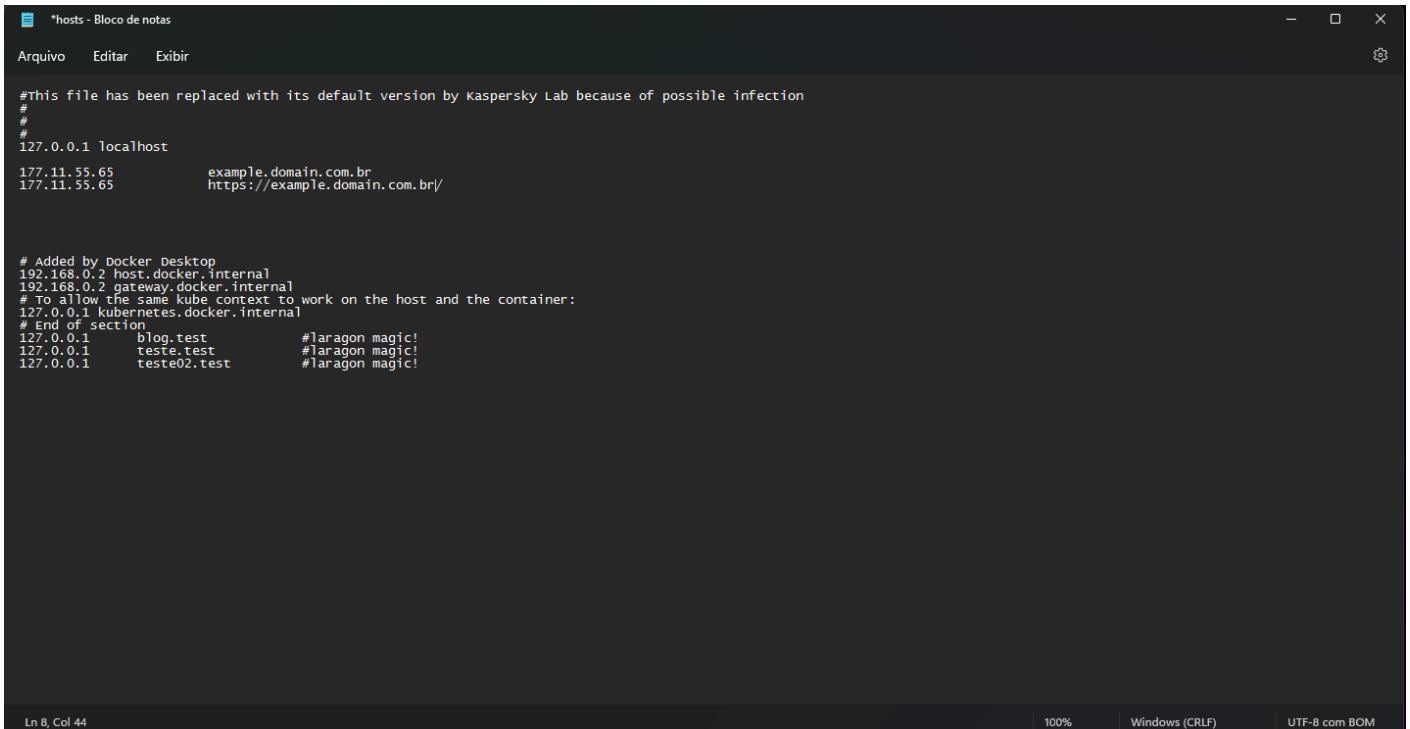 *hosts - Bloco de notas
Arquivo Editar Exibir
#This file has been replaced with its default version by Kaspersky Lab because of possible infection
#
#
#
127.0.0.1 localhost
177.11.55.65 example.domain.com.br
177.11.55.65 https://example.domain.com.br/
# Added by Docker Desktop
192.168.0.2 host.docker.internal
192.168.0.2 gateway.docker.internal
# To allow the same kube context to work on the host and the container:
127.0.0.1 kubernetes.docker.internal
# End of section
127.0.0.1 blog.test #laragon magic!
127.0.0.1 teste.test #laragon magic!
127.0.0.1 teste02.test #laragon magic!
Ln 8, Col 44 100% Windows (CRLF) UTF-8 com BOM